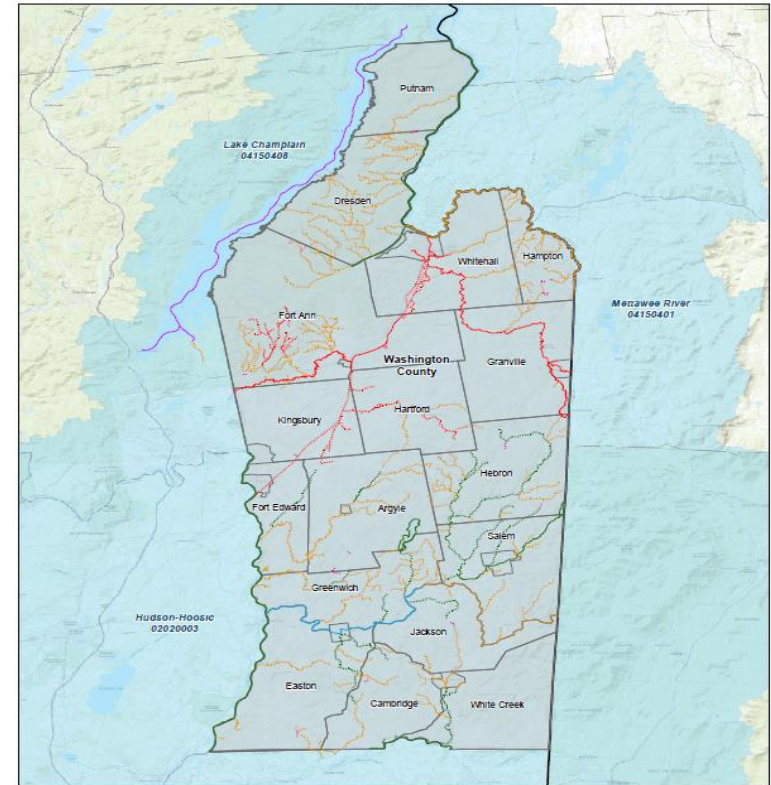 Putnam
Lake Champlain
04150408
Dresden
Whitehall
Hampton
Mettawee River
04150401
Fort Ann
Washington
County
Granville
Kingsbury
Hartford
Hebron
Fort Edward
Argyle
Salem
Greenwich
Hudson-Hoosic
02020003
Jackson
Easton
Cambridge
White Creek